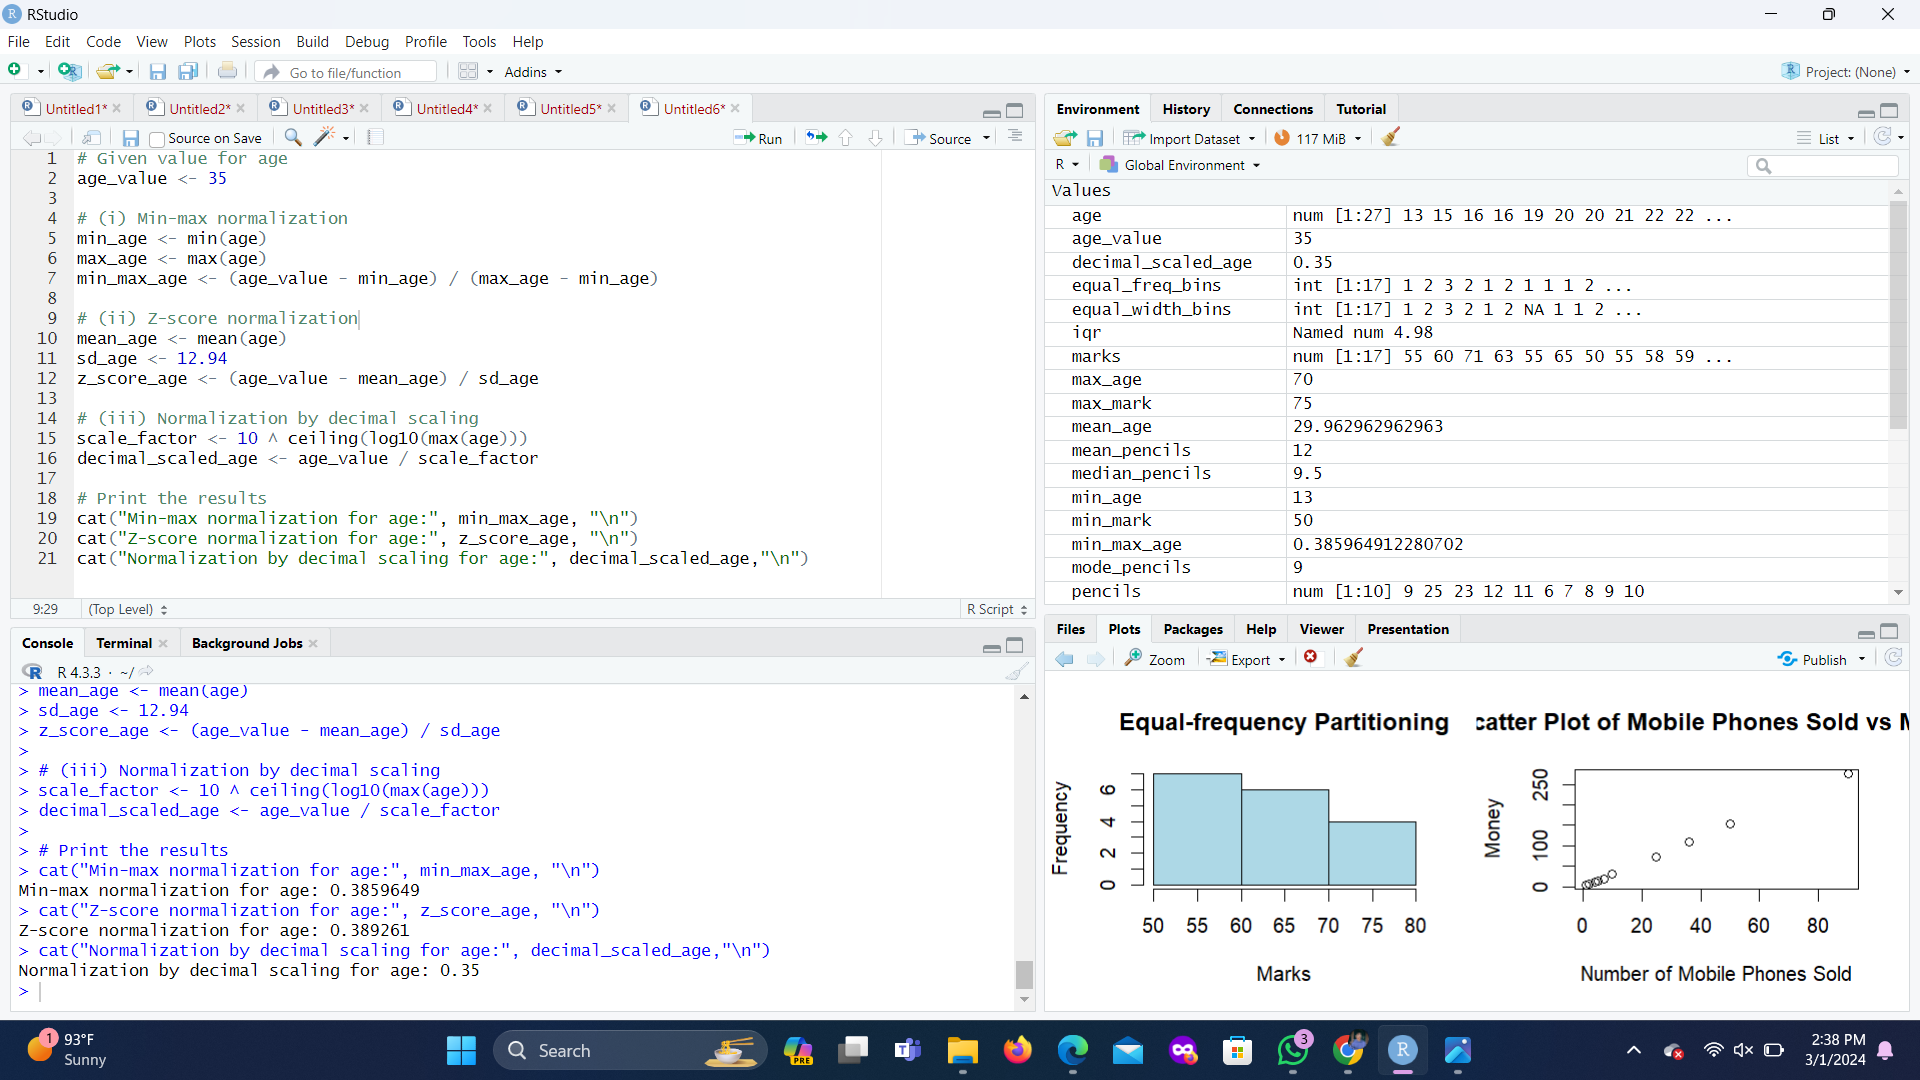 RStudio
File Edit Code View Plots Session Build Debug Profile Tools Help
Go to file/function Addins Project: (None)
Untitled1* Untitled2* Untitled3* Untitled4* Untitled5* Untitled6*
Source on Save Run Source
1 # Given value for age
2 age_value <- 35
3
4 # (i) Min-max normalization
5 min_age <- min(age)
6 max_age <- max(age)
7 min_max_age <- (age_value - min_age) / (max_age - min_age)
8
9 # (ii) Z-score normalization
10 mean_age <- mean(age)
11 sd_age <- 12.94
12 z_score_age <- (age_value - mean_age) / sd_age
13
14 # (iii) Normalization by decimal scaling
15 scale_factor <- 10 ^ ceiling(log10(max(age)))
16 decimal_scaled_age <- age_value / scale_factor
17
18 # Print the results
19 cat("Min-max normalization for age:", min_max_age, "\n")
20 cat("Z-score normalization for age:", z_score_age, "\n")
21 cat("Normalization by decimal scaling for age:", decimal_scaled_age,"\n")
9:29 (Top Level) R Script
Console Terminal Background Jobs
R 4.3.3 · ~/
> mean_age <- mean(age)
> sd_age <- 12.94
> z_score_age <- (age_value - mean_age) / sd_age
>
> # (iii) Normalization by decimal scaling
> scale_factor <- 10 ^ ceiling(log10(max(age)))
> decimal_scaled_age <- age_value / scale_factor
>
> # Print the results
> cat("Min-max normalization for age:", min_max_age, "\n")
Min-max normalization for age: 0.3859649
> cat("Z-score normalization for age:", z_score_age, "\n")
Z-score normalization for age: 0.389261
> cat("Normalization by decimal scaling for age:", decimal_scaled_age,"\n")
Normalization by decimal scaling for age: 0.35
>
Environment History Connections Tutorial
Import Dataset 117 MiB List
R Global Environment
Values
age num [1:27] 13 15 16 16 19 20 20 21 22 22 ...
age_value 35
decimal_scaled_age 0.35
equal_freq_bins int [1:17] 1 2 3 2 1 2 1 1 1 2 ...
equal_width_bins int [1:17] 1 2 3 2 1 2 NA 1 1 2 ...
iqr Named num 4.98
marks num [1:17] 55 60 71 63 55 65 50 55 58 59 ...
max_age 70
max_mark 75
mean_age 29.962962962963
mean_pencils 12
median_pencils 9.5
min_age 13
min_mark 50
min_max_age 0.385964912280702
mode_pencils 9
pencils num [1:10] 9 25 23 12 11 6 7 8 9 10
Files Plots Packages Help Viewer Presentation
Zoom Export Publish
Equal-frequency Partitioning
Frequency
0 2 4 6
50 55 60 65 70 75 80
Marks
catter Plot of Mobile Phones Sold vs M
Money
0 100 250
0 20 40 60 80
Number of Mobile Phones Sold
1 93°F
Sunny
Search
PRE
3
2:38 PM
3/1/2024